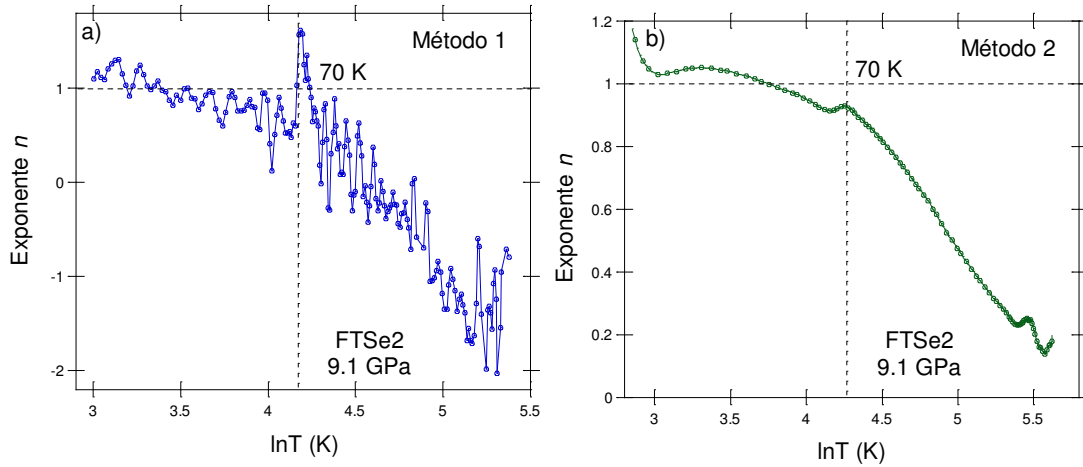 a)
Método 1
70 K
1
0
-1
-2
Exponente n
FTSe2
9.1 GPa
3
3.5
4
4.5
5
5.5
lnT (K)
b)
Método 2
70 K
1.2
1
0.8
0.6
0.4
0.2
0
Exponente n
FTSe2
9.1 GPa
3
3.5
4
4.5
5
5.5
lnT (K)